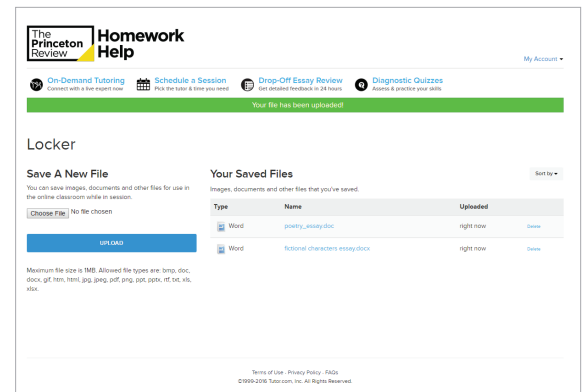 The
Princeton
Review
Homework
Help
My Account
On-Demand Tutoring
Connect with a live expert now
Schedule a Session
Pick the tutor & time you need
Drop-Off Essay Review
Get detailed feedback in 24 hours
Diagnostic Quizzes
Assess & practice your skills
Your file has been uploaded!
Locker
Save A New File
You can save images, documents and other files for use in
the online classroom while in session.
Choose File No file chosen
UPLOAD
Maximum file size is 1MB. Allowed file types are: bmp, doc,
docx, gif, htm, html, jpg, jpeg, pdf, png, ppt, pptx, rtf, txt, xls,
xlsx.
Your Saved Files
Sort by
Images, documents and other files that you've saved.
Type Name Uploaded
Word poetry_essay.doc right now Delete
Word fictional characters essay.docx right now Delete
Terms of Use - Privacy Policy - FAQs
©1999-2016 Tutor.com, Inc. All Rights Reserved.